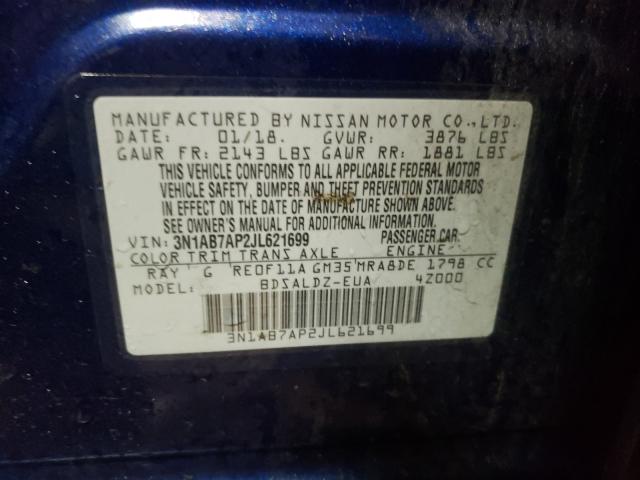 MANUFACTURED BY NISSAN MOTOR CO.,LTD.
DATE: 01/18. GVWR: 3876 LBS
GAWR FR: 2143 LBS GAWR RR: 1881 LBS
THIS VEHICLE CONFORMS TO ALL APPLICABLE FEDERAL MOTOR
VEHICLE SAFETY, BUMPER AND THEFT PREVENTION STANDARDS
IN EFFECT ON THE DATE OF MANUFACTURE SHOWN ABOVE.
SEE OWNER'S MANUAL FOR ADDITIONAL INFORMATION.
VIN: 3N1AB7AP2JL621699 PASSENGER CAR
COLOR TRIM TRANS AXLE ENGINE
RAY G RE0F11A GM35 MRA8DE 1798 CC
MODEL: BDSALDZ-EUA 4Z000
3N1AB7AP2JL621699